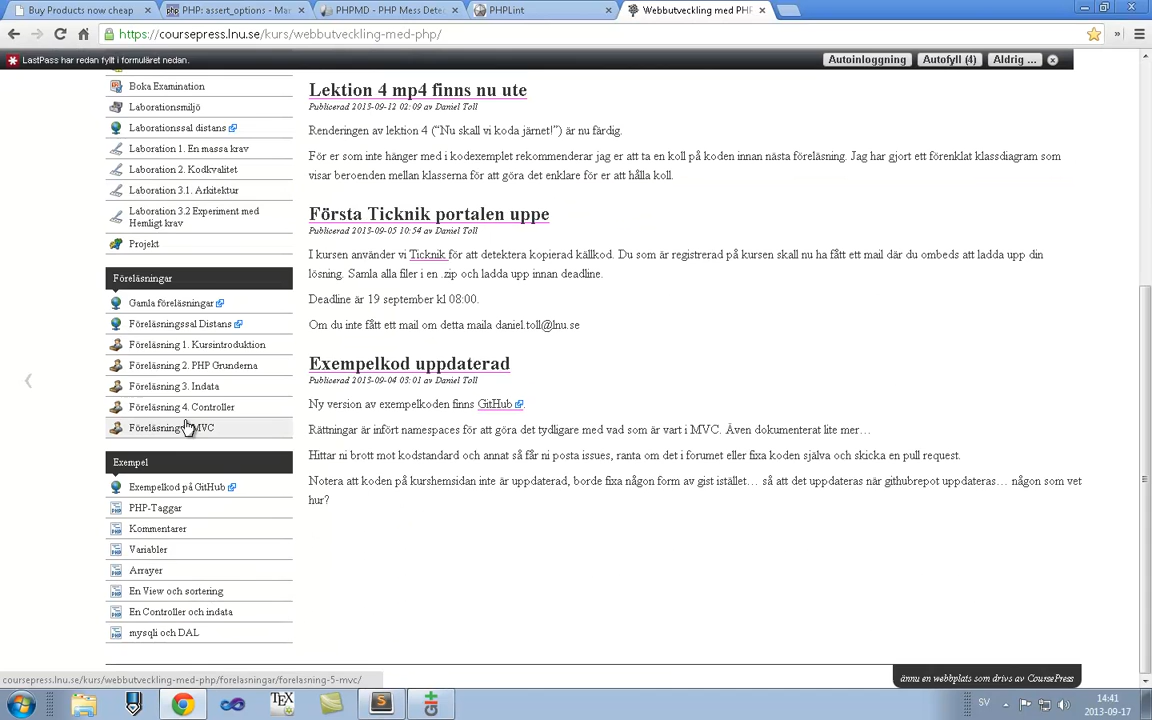 Buy Products now cheap
PHP: assert_options - Ma
PHPMD - PHP Mess Dete
PHPLint
Webbutveckling med PHP
https://coursepress.lnu.se/kurs/webbutveckling-med-php/
LastPass har redan fyllt i formuläret nedan.
Autoinloggning
Autofyll (4)
Aldrig ...
Boka Examination
Laborationsmiljö
Laborationssal distans
Laboration 1. En massa krav
Laboration 2. Kodkvalitet
Laboration 3.1. Arkitektur
Laboration 3.2 Experiment med
Hemligt krav
Projekt
Föreläsningar
Gamla föreläsningar
Föreläsningssal Distans
Föreläsning 1. Kursintroduktion
Föreläsning 2. PHP Grunderna
Föreläsning 3. Indata
Föreläsning 4. Controller
Föreläsning MVC
Exempel
Exempelkod på GitHub
PHP-Taggar
Kommentarer
Variabler
Arrayer
En View och sortering
En Controller och indata
mysqli och DAL
Lektion 4 mp4 finns nu ute
Publicerad 2013-09-12 02:09 av Daniel Toll
Renderingen av lektion 4 (“Nu skall vi koda järnet!”) är nu färdig.
För er som inte hänger med i kodexemplet rekommenderar jag er att ta en koll på koden innan nästa föreläsning. Jag har gjort ett förenklat klassdiagram som
visar beroenden mellan klasserna för att göra det enklare för er att hålla koll.
Första Ticknik portalen uppe
Publicerad 2013-09-05 10:54 av Daniel Toll
I kursen använder vi Ticknik för att detektera kopierad källkod. Du som är registrerad på kursen skall nu ha fått ett mail där du ombeds att ladda upp din
lösning. Samla alla filer i en .zip och ladda upp innan deadline.
Deadline är 19 september kl 08:00.
Om du inte fått ett mail om detta maila daniel.toll@lnu.se
Exempelkod uppdaterad
Publicerad 2013-09-04 03:01 av Daniel Toll
Ny version av exempelkoden finns GitHub.
Rättningar är infört namespaces för att göra det tydligare med vad som är vart i MVC. Även dokumenterat lite mer…
Hittar ni brott mot kodstandard och annat så får ni posta issues, ranta om det i forumet eller fixa koden själva och skicka en pull request.
Notera att koden på kurshemsidan inte är uppdaterad, borde fixa någon form av gist istället… så att det uppdateras när githubrepot uppdateras… någon som vet
hur?
ännu en webbplats som drivs av CoursePress
coursepress.lnu.se/kurs/webbutveckling-med-php/forelasningar/forelasning-5-mvc/
SV
14:41
2013-09-17